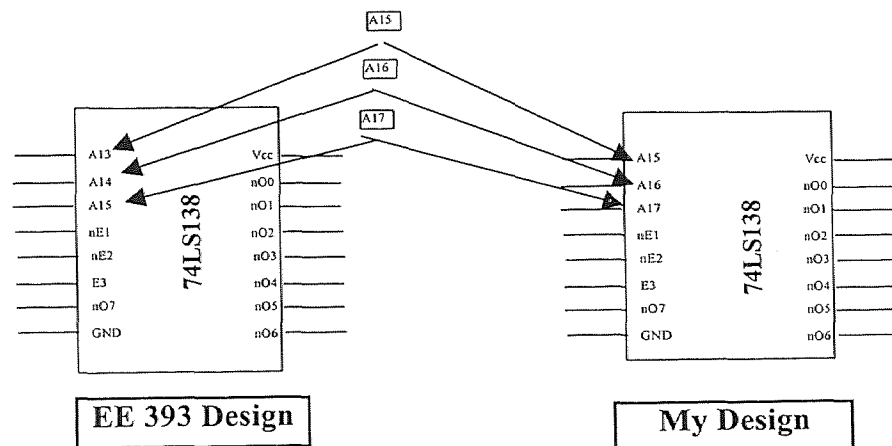 A15
A16
A17
A13
A14
A15
nE1
nE2
E3
nO7
GND
74LS138
Vcc
nO0
nO1
nO2
nO3
nO4
nO5
nO6
EE 393 Design
A15
A16
A17
nE1
nE2
E3
nO7
GND
74LS138
Vcc
nO0
nO1
nO2
nO3
nO4
nO5
nO6
My Design